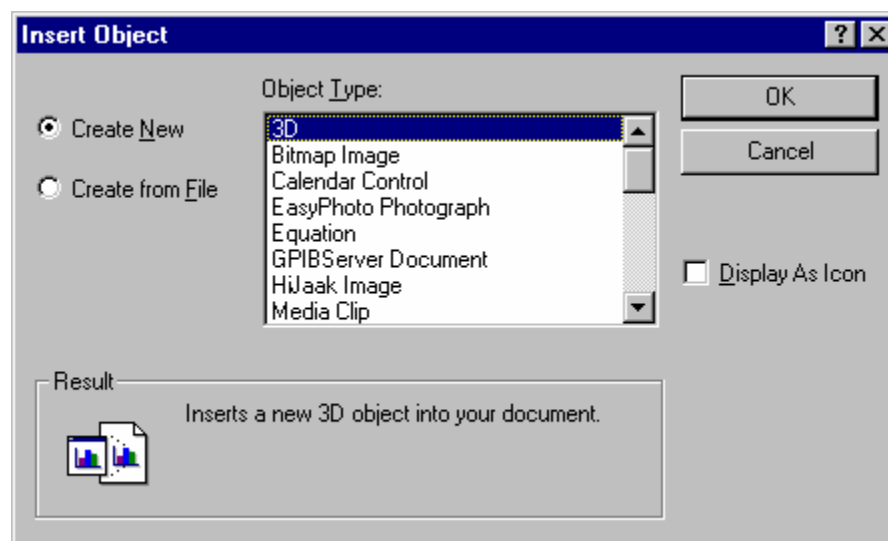 Insert Object
Object Type:
Create New
Create from File
3D
Bitmap Image
Calendar Control
EasyPhoto Photograph
Equation
GPIBServer Document
HiJaak Image
Media Clip
OK
Cancel
Display As Icon
Result
Inserts a new 3D object into your document.